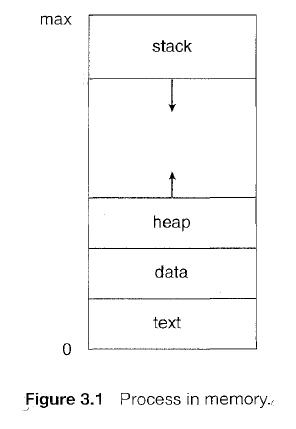 max
stack
heap
data
text
0
Figure 3.1 Process in memory.